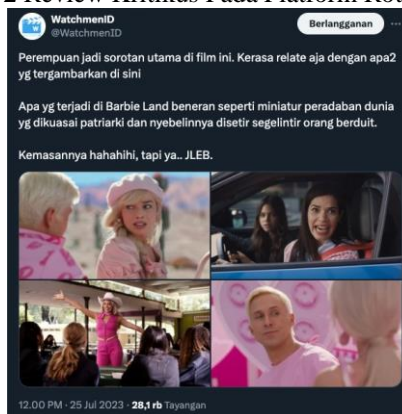 2 Review Kritikus Pada Platform Rot
WatchmenID
@WatchmenID
Berlangganan
Perempuan jadi sorotan utama di film ini. Kerasa relate aja dengan apa2
yg tergambarkan di sini
Apa yg terjadi di Barbie Land beneran seperti miniatur peradaban dunia
yg dikuasai patriarki dan nyebelinnya disetir segelintir orang berduit.
Kemasannya hahahihi, tapi ya.. JLEB.
12.00 PM · 25 Jul 2023 · 28,1 rb Tayangan